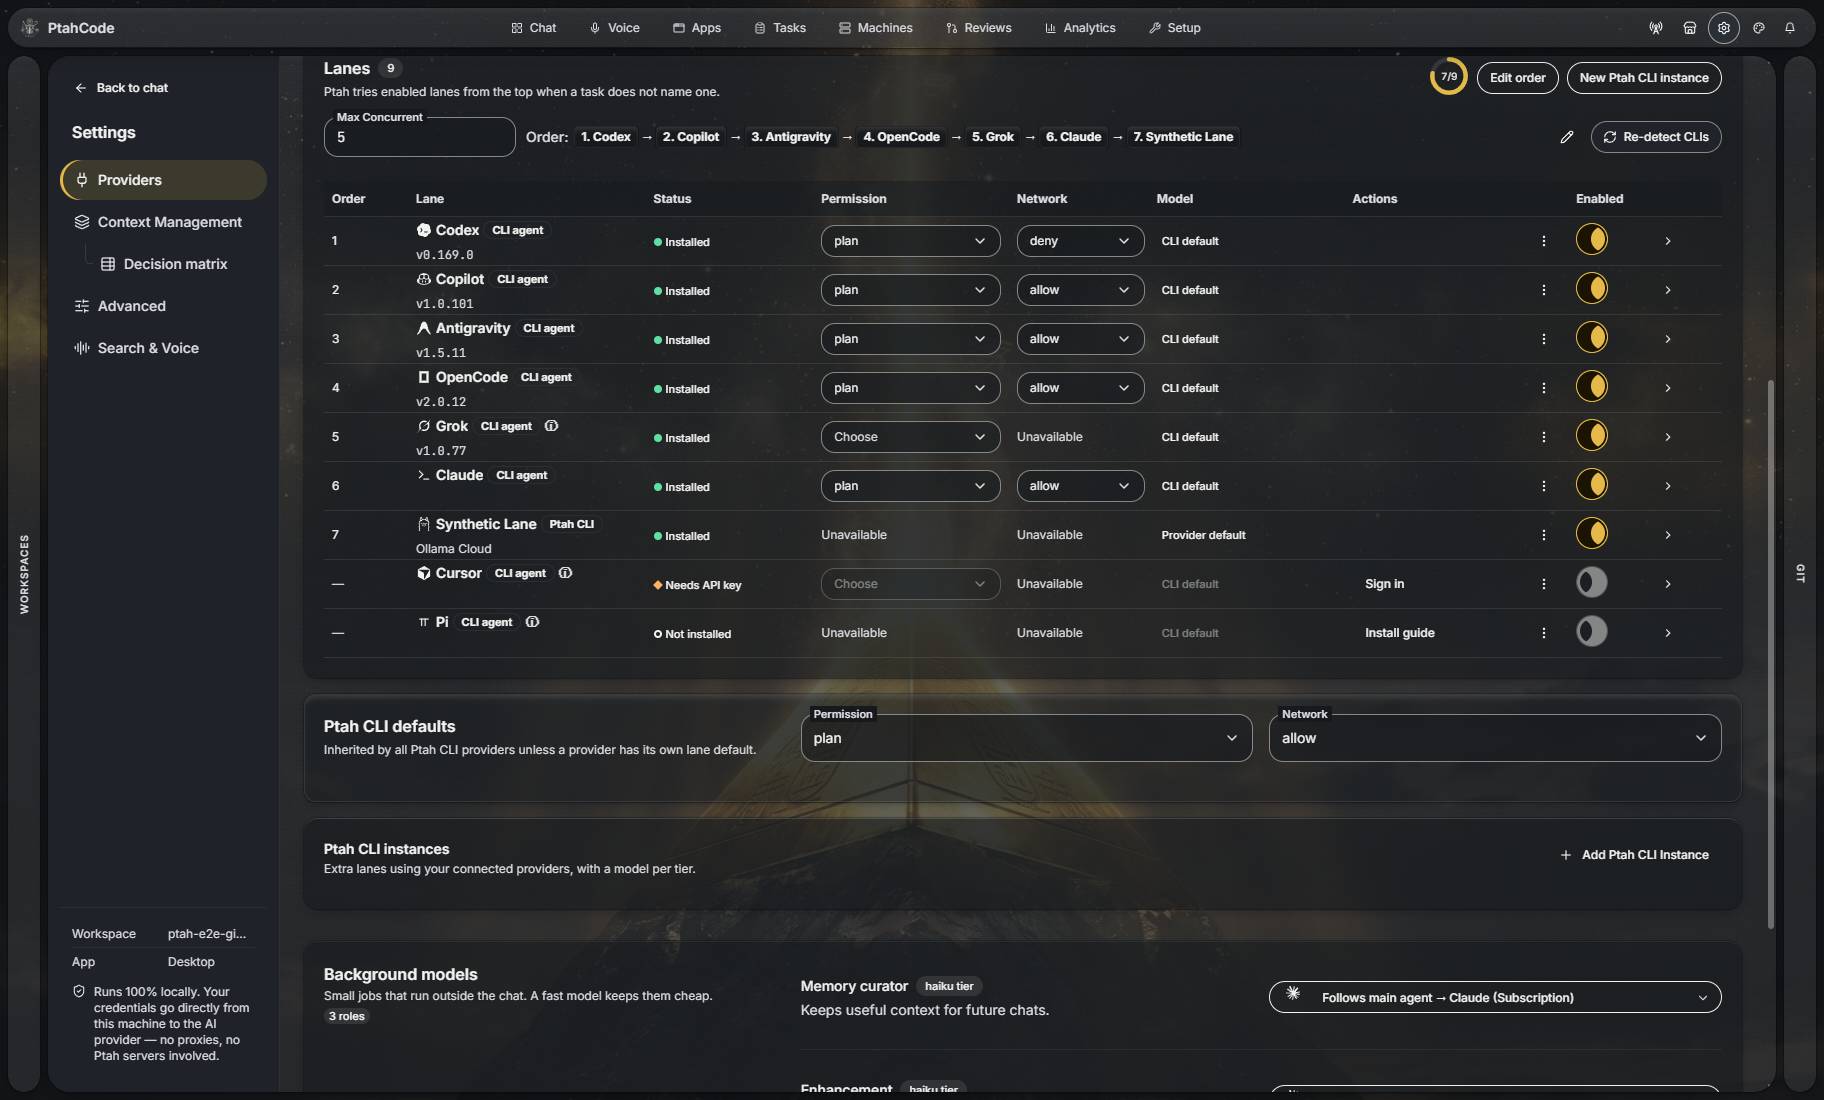 PtahCode
Chat
Voice
Apps
Tasks
Machines
Reviews
Analytics
Setup
WORKSPACES
Back to chat
Settings
Providers
Context Management
Decision matrix
Advanced
Search & Voice
Workspace ptah-e2e-gi...
App Desktop
Runs 100% locally. Your
credentials go directly from
this machine to the AI
provider — no proxies, no
Ptah servers involved.
Lanes 9
Ptah tries enabled lanes from the top when a task does not name one.
7/9
Edit order
New Ptah CLI instance
Max Concurrent
5
Order: 1. Codex → 2. Copilot → 3. Antigravity → 4. OpenCode → 5. Grok → 6. Claude → 7. Synthetic Lane
Re-detect CLIs
Order Lane Status Permission Network Model Actions Enabled
1 Codex CLI agent Installed plan deny CLI default
v0.169.0
2 Copilot CLI agent Installed plan allow CLI default
v1.0.101
3 Antigravity CLI agent Installed plan allow CLI default
v1.5.11
4 OpenCode CLI agent Installed plan allow CLI default
v2.0.12
5 Grok CLI agent Installed Choose Unavailable CLI default
v1.0.77
6 Claude CLI agent Installed plan allow CLI default
7 Synthetic Lane Ptah CLI Installed Unavailable Unavailable Provider default
Ollama Cloud
— Cursor CLI agent Needs API key Choose Unavailable CLI default Sign in
— Pi CLI agent Not installed Unavailable Unavailable CLI default Install guide
Ptah CLI defaults
Inherited by all Ptah CLI providers unless a provider has its own lane default.
Permission
plan
Network
allow
Ptah CLI instances
Extra lanes using your connected providers, with a model per tier.
Add Ptah CLI Instance
Background models
Small jobs that run outside the chat. A fast model keeps them cheap.
3 roles
Memory curator haiku tier
Keeps useful context for future chats.
Follows main agent → Claude (Subscription)
Enhancement haiku tier
GIT